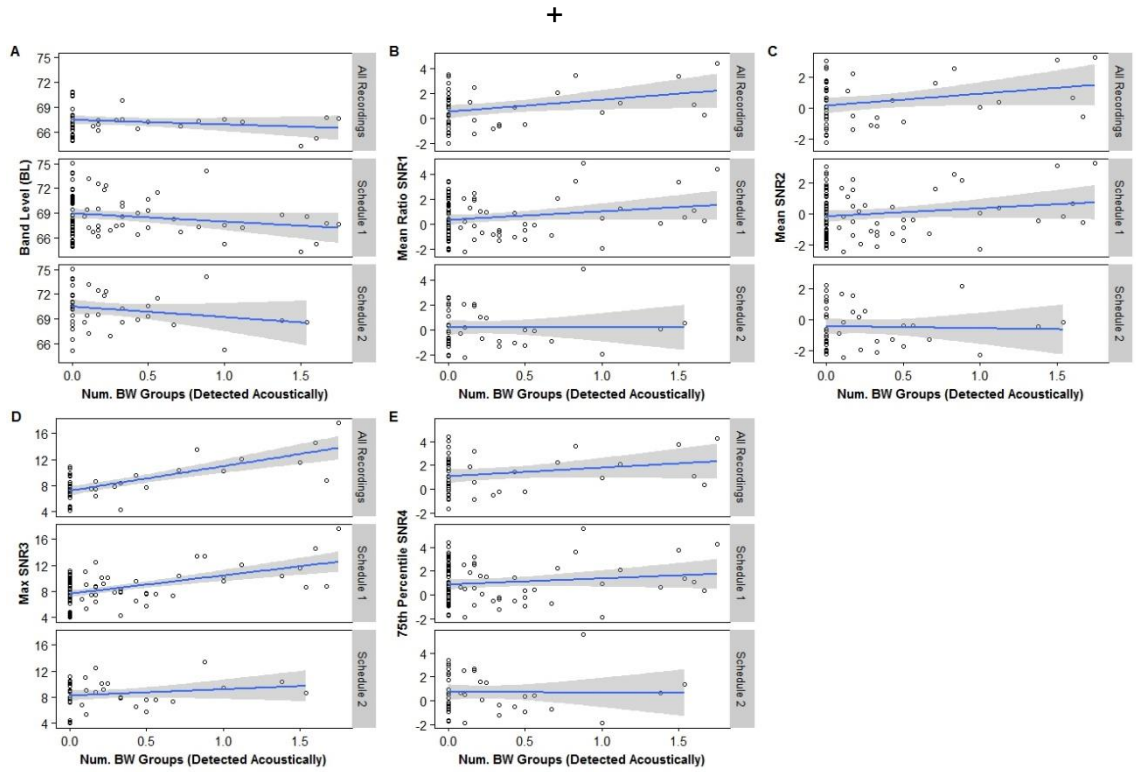 +
A
B
C
75
72
69
66
All Recordings
75
72
69
66
Schedule 1
75
72
69
66
Schedule 2
Band Level (BL)
0.0 0.5 1.0 1.5
Num. BW Groups (Detected Acoustically)
4
2
0
-2
All Recordings
4
2
0
-2
Schedule 1
4
2
0
-2
Schedule 2
Mean Ratio SNR1
0.0 0.5 1.0 1.5
Num. BW Groups (Detected Acoustically)
2
0
-2
All Recordings
2
0
-2
Schedule 1
2
0
-2
Schedule 2
Mean SNR2
0.0 0.5 1.0 1.5
Num. BW Groups (Detected Acoustically)
D
E
16
12
8
4
All Recordings
16
12
8
4
Schedule 1
16
12
8
4
Schedule 2
Max SNR3
0.0 0.5 1.0 1.5
Num. BW Groups (Detected Acoustically)
4
2
0
-2
All Recordings
4
2
0
-2
Schedule 1
4
2
0
-2
Schedule 2
75th Percentile SNR4
0.0 0.5 1.0 1.5
Num. BW Groups (Detected Acoustically)